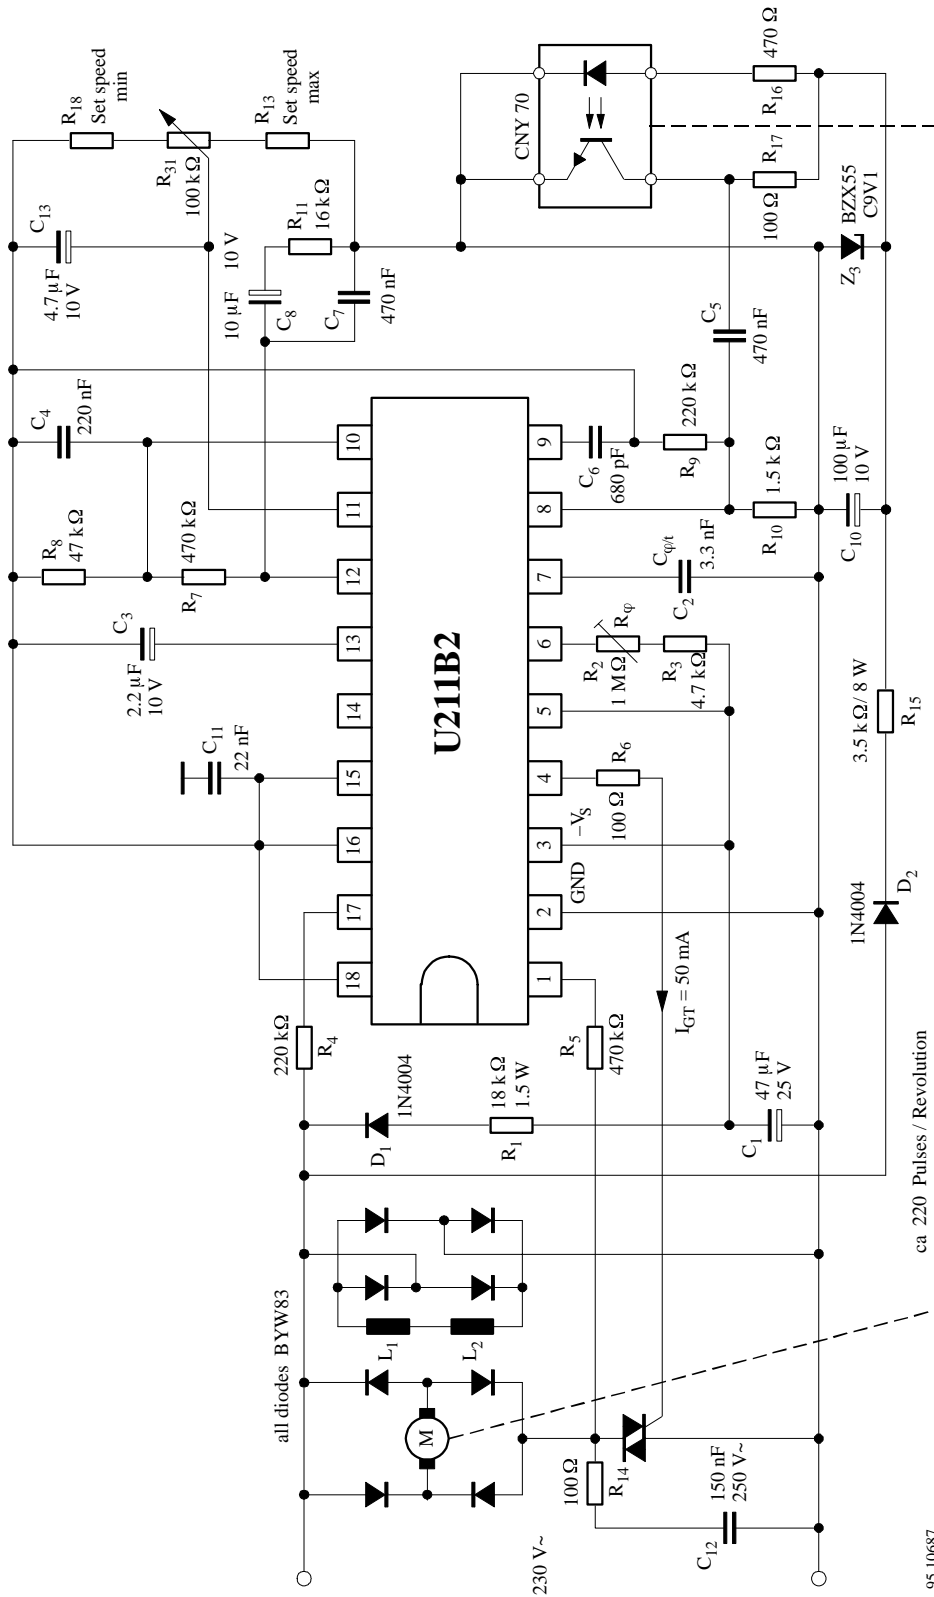 R18
Set speed
min
R31
100 kΩ
R13
Set speed
max
C13
4.7 µF
10 V
R11
16 kΩ
10 µF
10 V
C8
C7
470 nF
CNY 70
470 Ω
R16
R17
100 Ω
BZX55
C9V1
Z3
C4
220 nF
R8
47 kΩ
470 kΩ
R7
C3
2.2 µF
10 V
C11
22 nF
10
11
12
13
14
15
16
17
18
U211B2
9
8
7
6
5
4
3
2
1
–VS
GND
C6
680 pF
220 kΩ
R9
C5
470 nF
1.5 kΩ
R10
100 µF
10 V
C10
Cφ/t
3.3 nF
C2
Rφ
R2
1 MΩ
R3
4.7 kΩ
R6
100 Ω
3.5 kΩ/ 8 W
R15
1N4004
D2
IGT = 50 mA
220 kΩ
R4
R5
470 kΩ
1N4004
D1
18 kΩ
1.5 W
R1
47 µF
25 V
C1
ca 220 Pulses / Revolution
all diodes BYW83
L1
L2
M
100 Ω
R14
150 nF
250 V~
C12
230 V~
95 10687